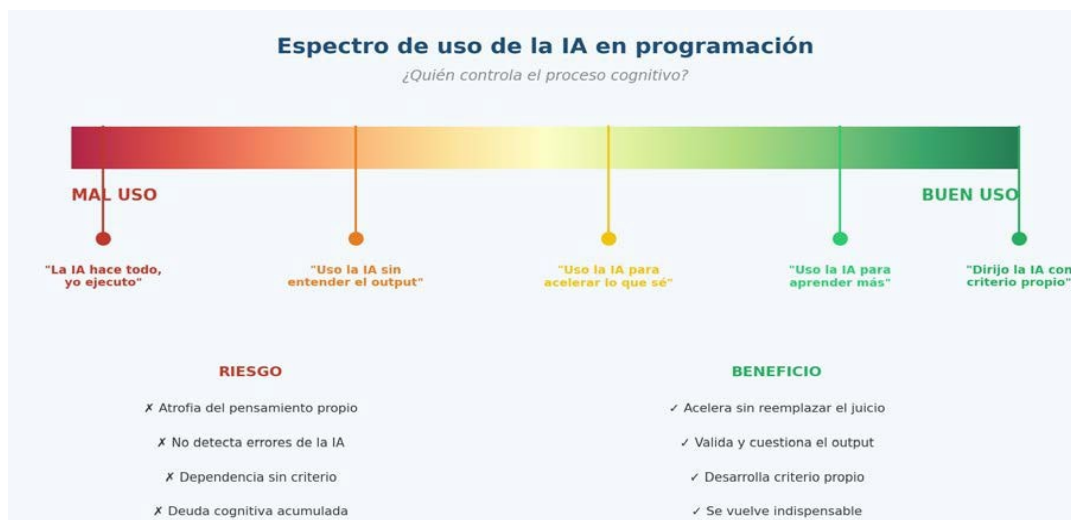 Espectro de uso de la IA en programación
¿Quién controla el proceso cognitivo?
MAL USO
BUEN USO
"La IA hace todo,
yo ejecuto"
"Uso la IA sin
entender el output"
"Uso la IA para
acelerar lo que sé"
"Uso la IA para
aprender más"
"Dirijo la IA con
criterio propio"
RIESGO
✗ Atrofia del pensamiento propio
✗ No detecta errores de la IA
✗ Dependencia sin criterio
✗ Deuda cognitiva acumulada
BENEFICIO
✓ Acelera sin reemplazar el juicio
✓ Valida y cuestiona el output
✓ Desarrolla criterio propio
✓ Se vuelve indispensable